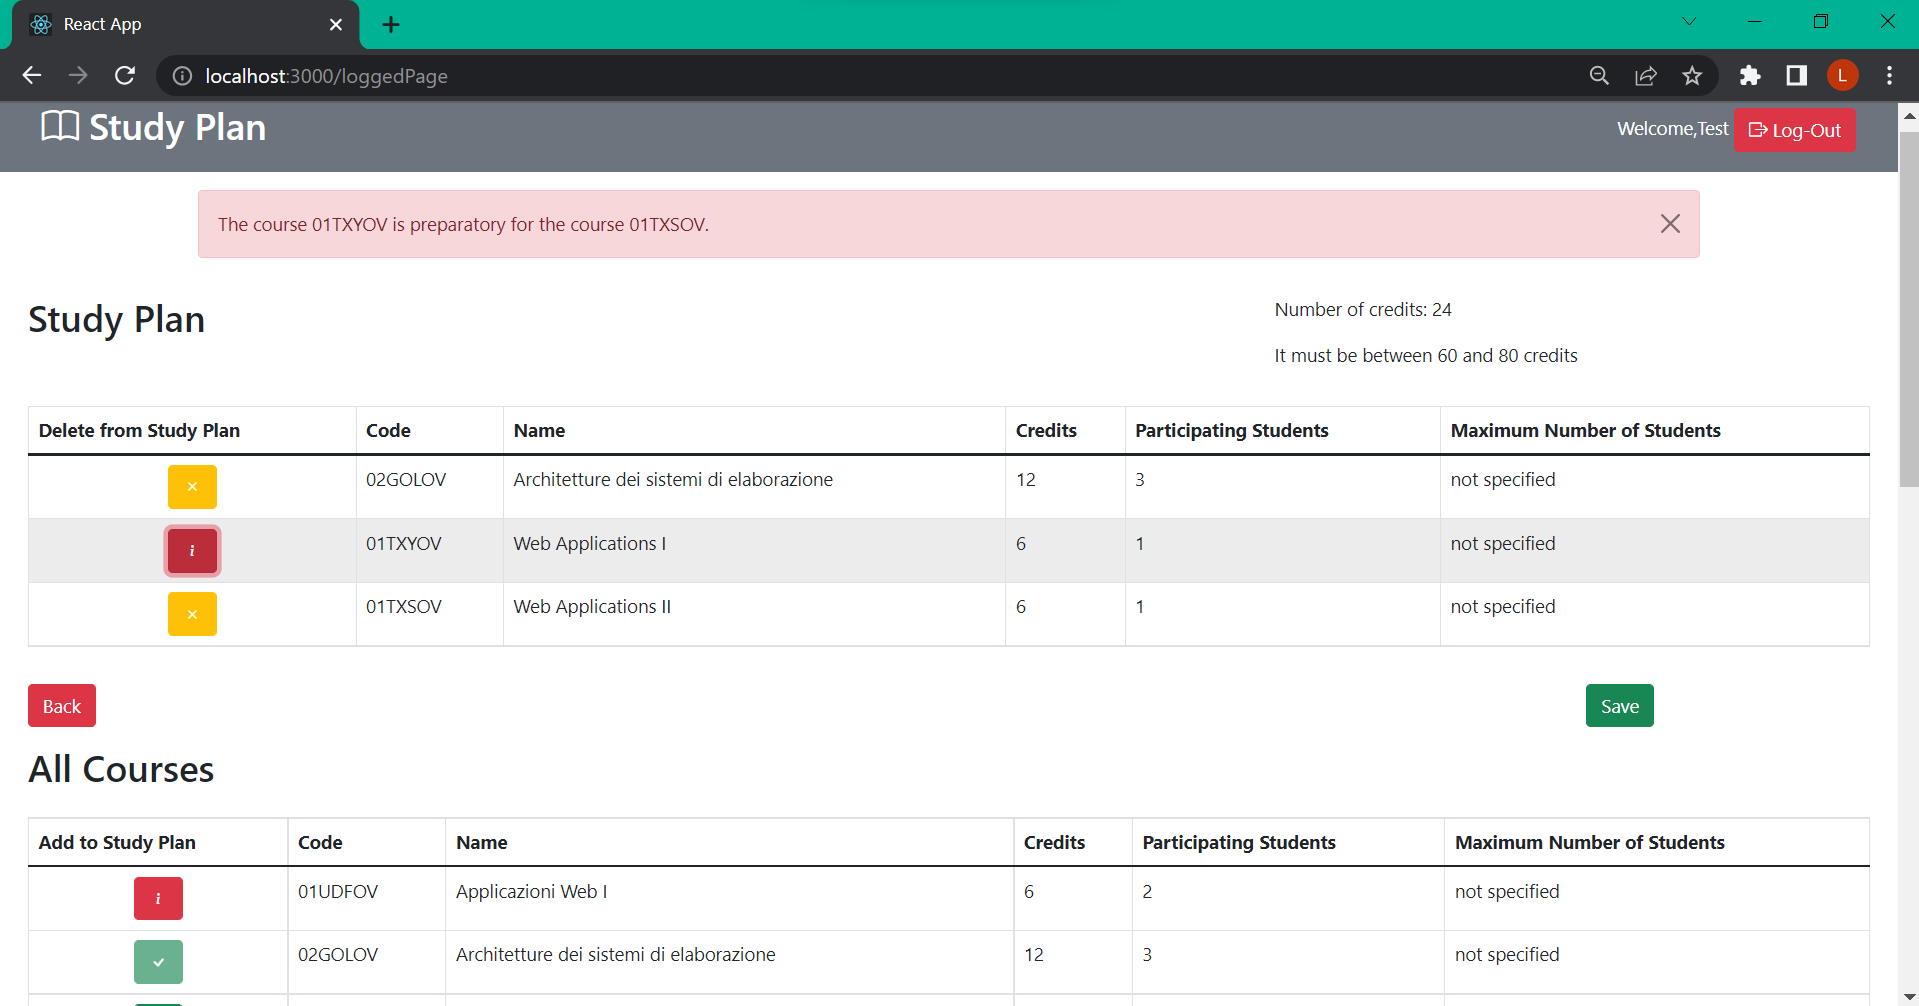 React App
localhost:3000/loggedPage
L
Study Plan
Welcome,Test Log-Out
The course 01TXYOV is preparatory for the course 01TXSOV.
Study Plan
Number of credits: 24
It must be between 60 and 80 credits
Delete from Study Plan Code Name Credits Participating Students Maximum Number of Students
02GOLOV Architetture dei sistemi di elaborazione 12 3 not specified
i 01TXYOV Web Applications I 6 1 not specified
01TXSOV Web Applications II 6 1 not specified
Back Save
All Courses
Add to Study Plan Code Name Credits Participating Students Maximum Number of Students
i 01UDFOV Applicazioni Web I 6 2 not specified
02GOLOV Architetture dei sistemi di elaborazione 12 3 not specified